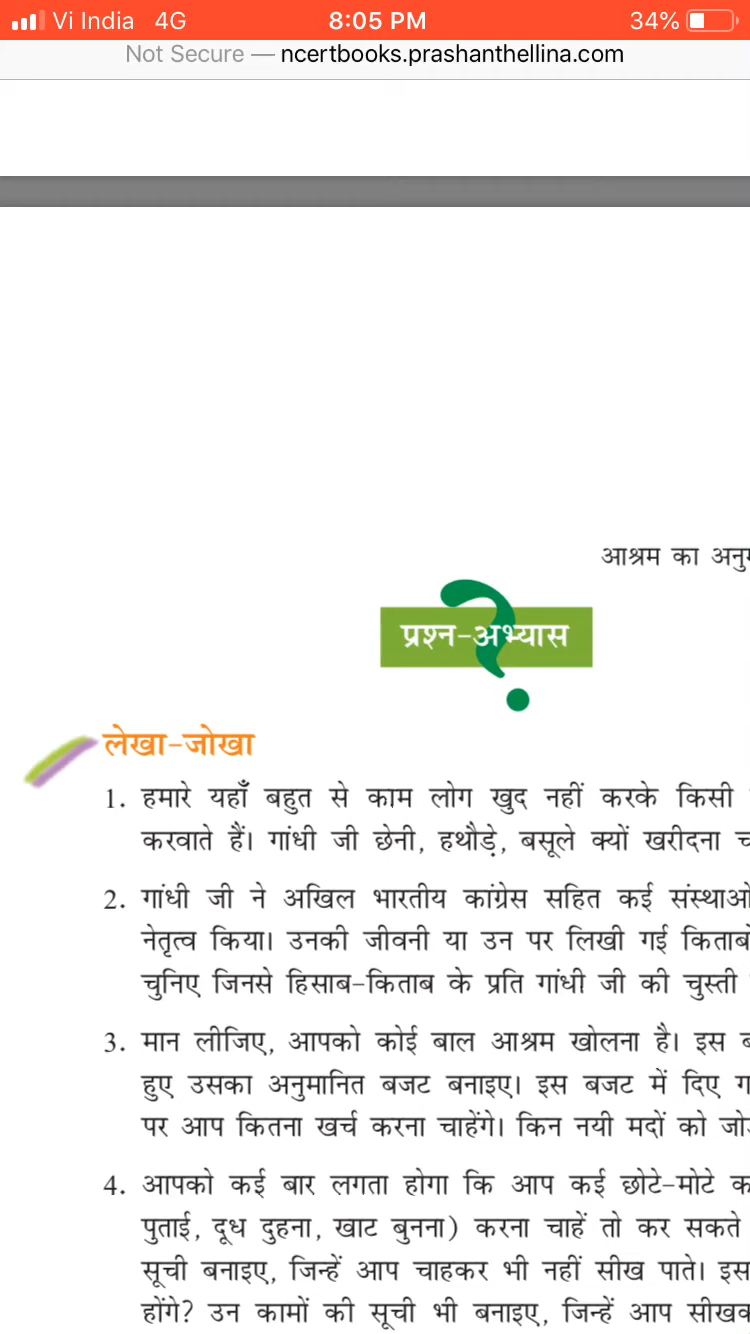 Vi India 4G 8:05 PM 34%
Not Secure — ncertbooks.prashanthellina.com
आश्रम का
प्रश्न-अभ्यास
लेखा-जोखा
1. हमारे यहाँ बहुत से काम लोग खुद नहीं करके किसी
करवाते हैं। गांधी जी छेनी, हथौड़े, बसूले क्यों खरीदना
2. गांधी जी ने अखिल भारतीय कांग्रेस सहित कई
नेतृत्व किया। उनकी जीवनी या उन पर लिखी गई
चुनिए जिनसे हिसाब-किताब के प्रति गांधी जी की चुस्ती
3. मान लीजिए, आपको कोई बाल आश्रम खोलना है। इस
हुए उसका अनुमानित बजट बनाइए। इस बजट में दिए
पर आप कितना खर्च करना चाहेंगे। किन नयी मदों को
4. आपको कई बार लगता होगा कि आप कई छोटे-मोटे
पुताई, दूध दुहना, खाट बुनना) करना चाहें तो कर सकते
सूची बनाइए, जिन्हें आप चाहकर भी नहीं सीख पाते। इस
होंगे? उन कामों की सूची भी बनाइए, जिन्हें आप